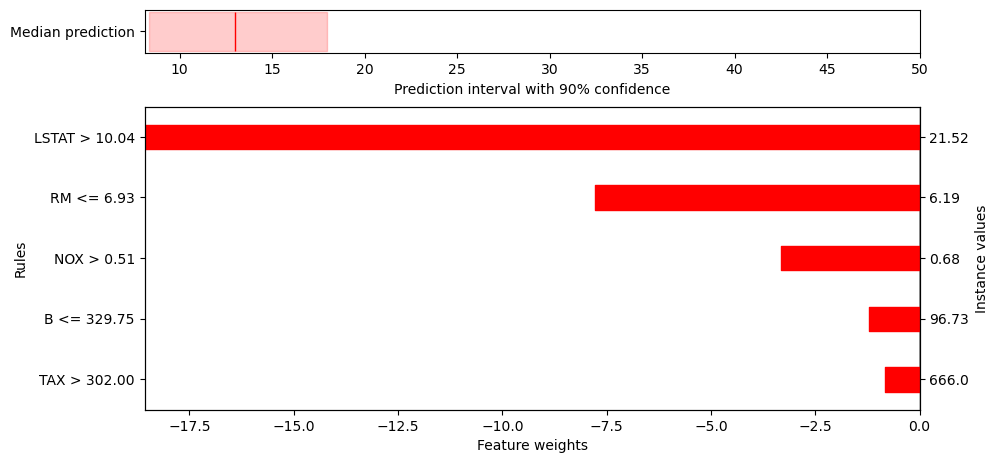 Median prediction
10 15 20 25 30 35 40 45 50
Prediction interval with 90% confidence
LSTAT > 10.04 21.52
RM <= 6.93 6.19
NOX > 0.51 0.68
B <= 329.75 96.73
TAX > 302.00 666.0
Rules
Instance values
−17.5 −15.0 −12.5 −10.0 −7.5 −5.0 −2.5 0.0
Feature weights